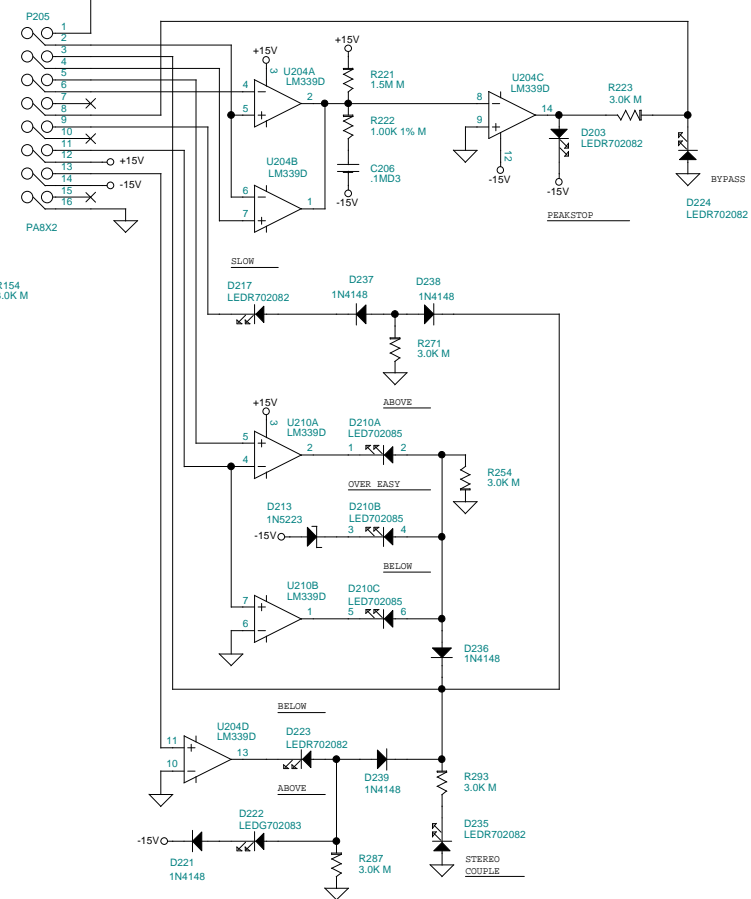 P205
1
2
3
4
5
6
7
8
9
10
11
12
13
14
15
16
+15V
-15V
PA8X2
R154
3.0K M
+15V
3
U204A
LM339D
4
5
2
+15V
R221
1.5M M
R222
1.00K 1% M
C206
.1MD3
-15V
U204B
LM339D
6
7
1
U204C
LM339D
8
9
14
12
-15V
D203
LEDR702082
-15V
PEAKSTOP
R223
3.0K M
BYPASS
D224
LEDR702082
SLOW
D217
LEDR702082
D237
1N4148
D238
1N4148
R271
3.0K M
ABOVE
+15V
3
U210A
LM339D
5
4
2
D210A
LED702085
1
2
R254
3.0K M
OVER EASY
D213
1N5223
-15V
D210B
LED702085
3
4
BELOW
U210B
LM339D
7
6
1
D210C
LED702085
5
6
D236
1N4148
BELOW
U204D
LM339D
11
10
13
D223
LEDR702082
D239
1N4148
R293
3.0K M
ABOVE
-15V
D221
1N4148
D222
LEDG702083
R287
3.0K M
D235
LEDR702082
STEREO
COUPLE